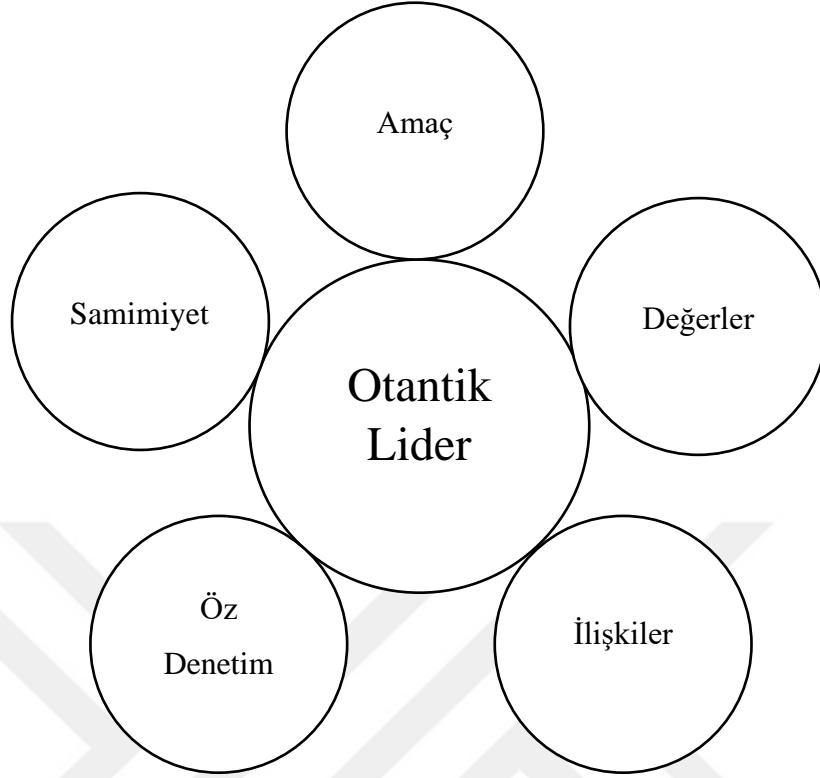 Amaç
Samimiyet
Değerler
Otantik
Lider
Öz
Denetim
İlişkiler